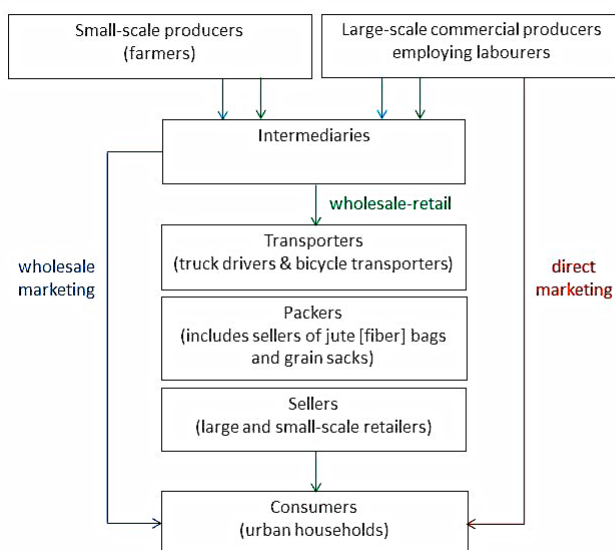 Small-scale producers
(farmers)
Large-scale commercial producers
employing labourers
Intermediaries
wholesale-retail
Transporters
(truck drivers & bicycle transporters)
wholesale
marketing
direct
marketing
Packers
(includes sellers of jute [fiber] bags
and grain sacks)
Sellers
(large and small-scale retailers)
Consumers
(urban households)